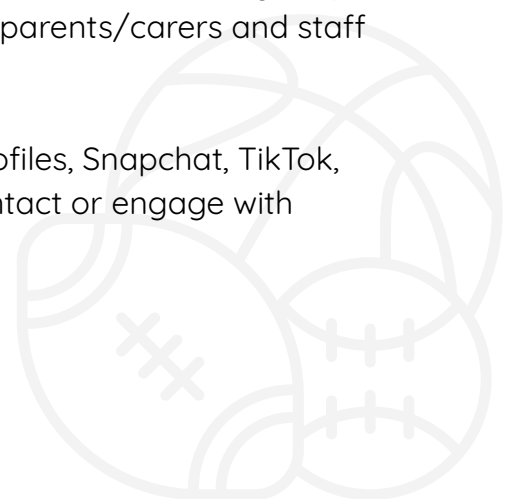 parents/carers and staff
ofiles, Snapchat, TikTok,
ntact or engage with